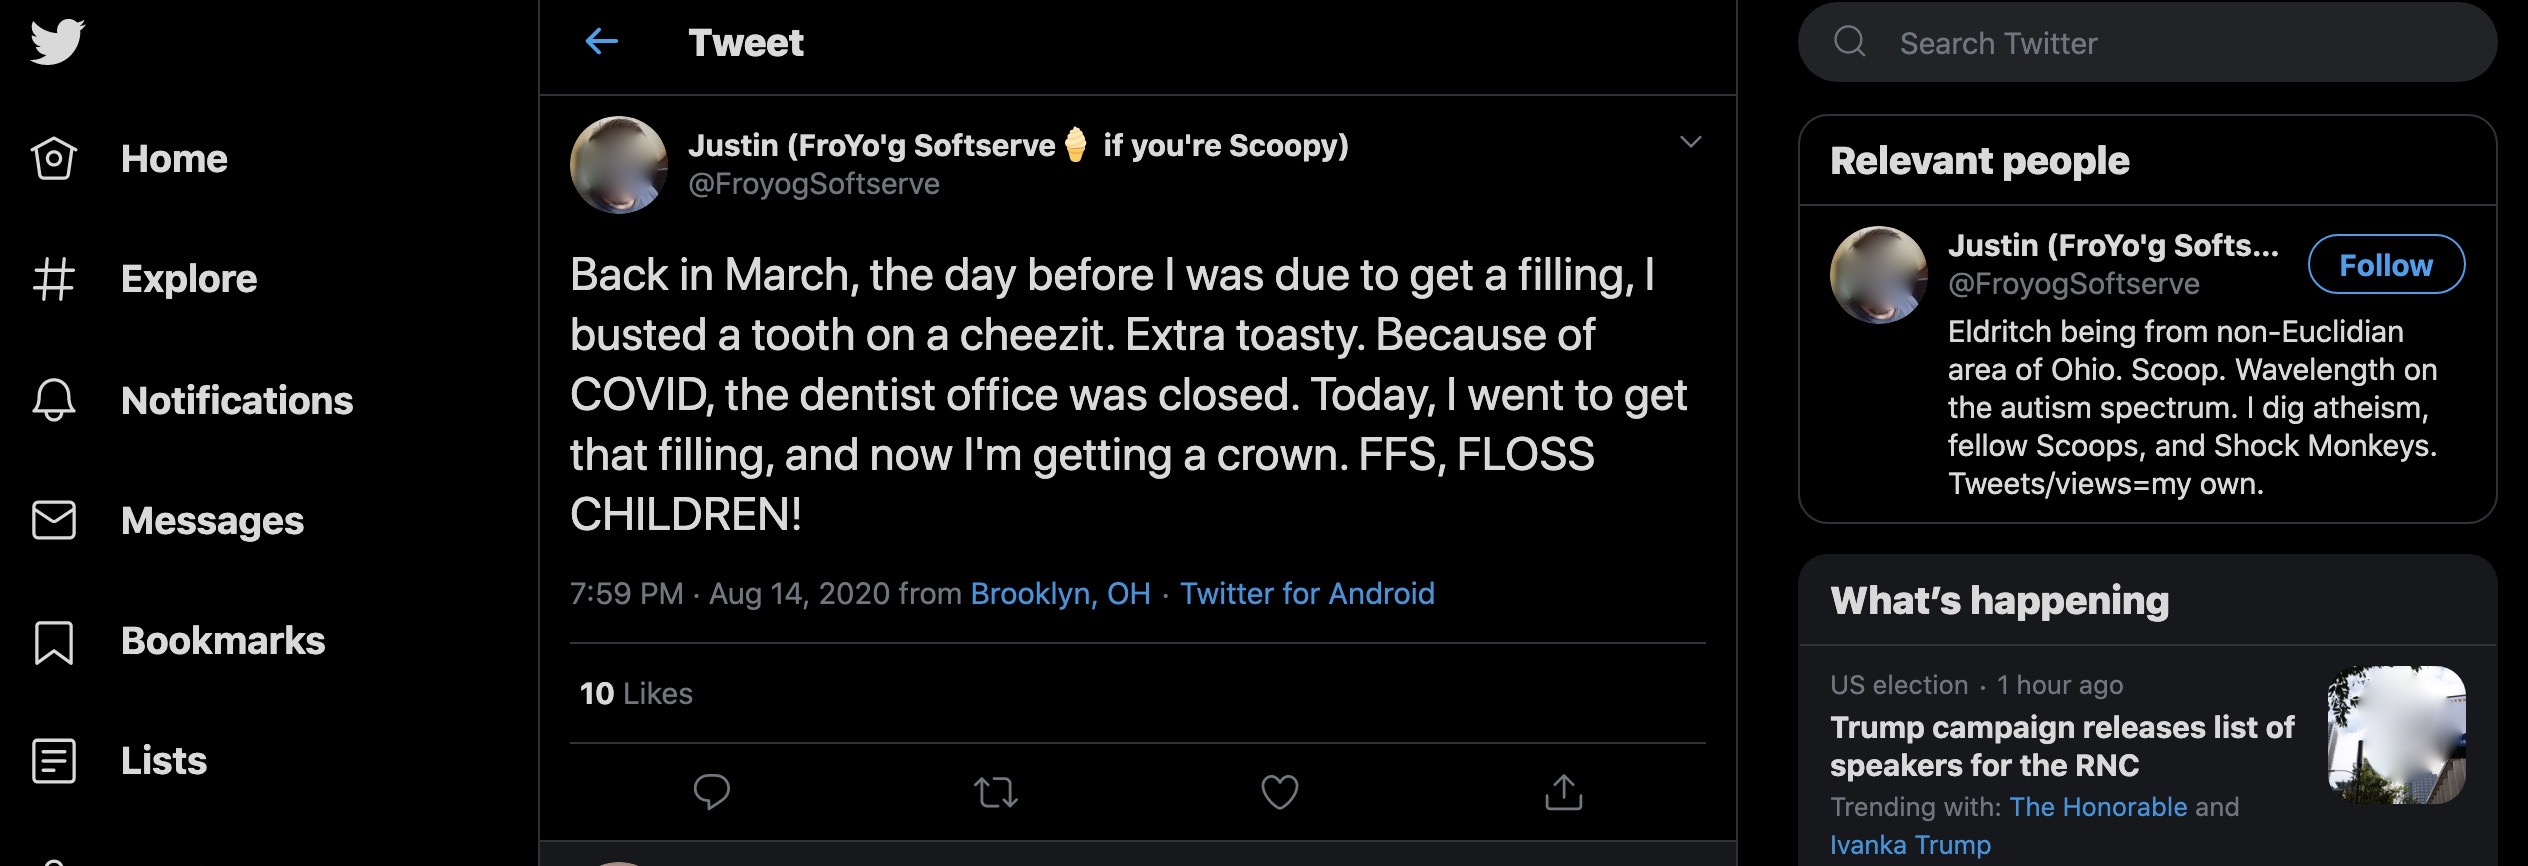 Home
Explore
Notifications
Messages
Bookmarks
Lists
Tweet
Justin (FroYo'g Softserve🍦 if you're Scoopy)
@FroyogSoftserve
Back in March, the day before I was due to get a filling, I
busted a tooth on a cheezit. Extra toasty. Because of
COVID, the dentist office was closed. Today, I went to get
that filling, and now I'm getting a crown. FFS, FLOSS
CHILDREN!
7:59 PM · Aug 14, 2020 from Brooklyn, OH · Twitter for Android
10 Likes
Search Twitter
Relevant people
Justin (FroYo'g Softs...
@FroyogSoftserve
Follow
Eldritch being from non-Euclidian
area of Ohio. Scoop. Wavelength on
the autism spectrum. I dig atheism,
fellow Scoops, and Shock Monkeys.
Tweets/views=my own.
What's happening
US election · 1 hour ago
Trump campaign releases list of
speakers for the RNC
Trending with: The Honorable and
Ivanka Trump